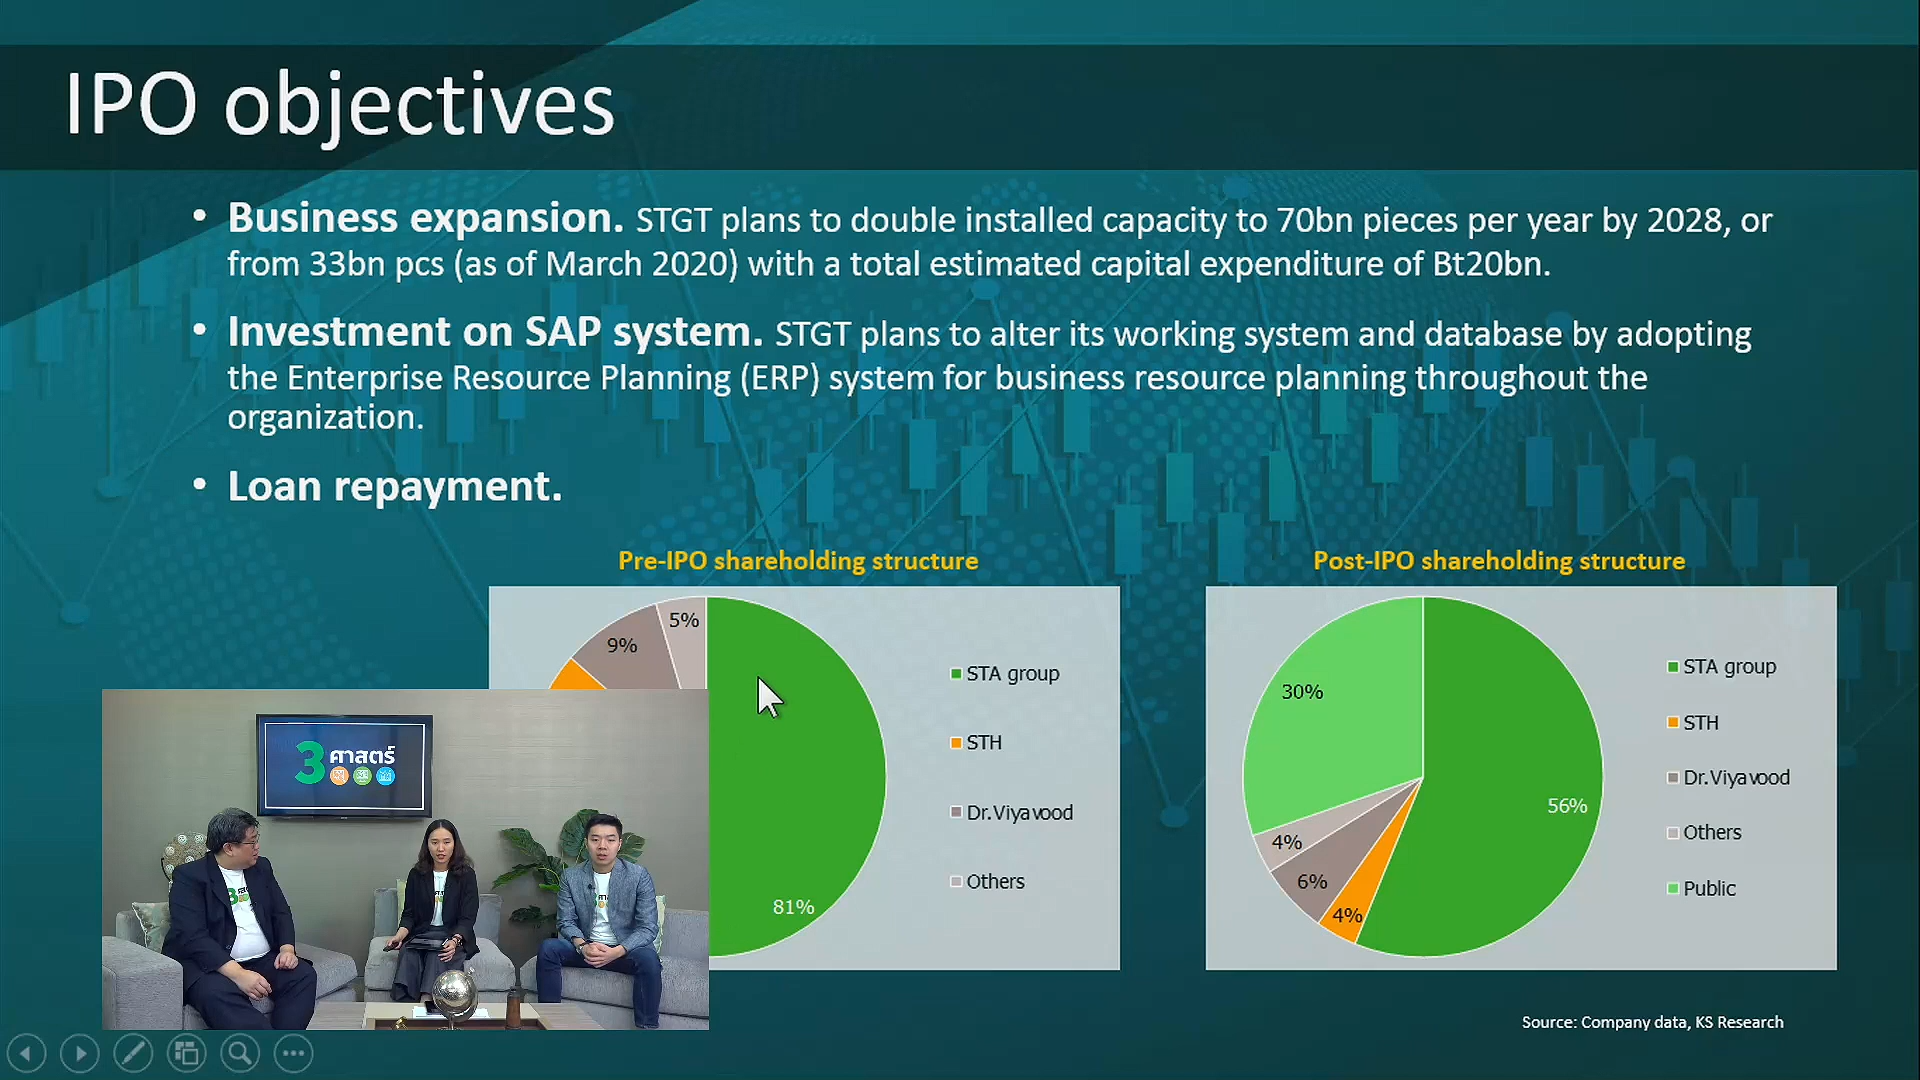 IPO objectives
• Business expansion. STGT plans to double installed capacity to 70bn pieces per year by 2028, or
from 33bn pcs (as of March 2020) with a total estimated capital expenditure of Bt20bn.
• Investment on SAP system. STGT plans to alter its working system and database by adopting
the Enterprise Resource Planning (ERP) system for business resource planning throughout the
organization.
• Loan repayment.
Pre-IPO shareholding structure
5%
9%
81%
STA group
STH
Dr.Viyavood
Others
Post-IPO shareholding structure
30%
56%
4%
6%
4%
STA group
STH
Dr.Viyavood
Others
Public
3 ศาสตร์
Source: Company data, KS Research